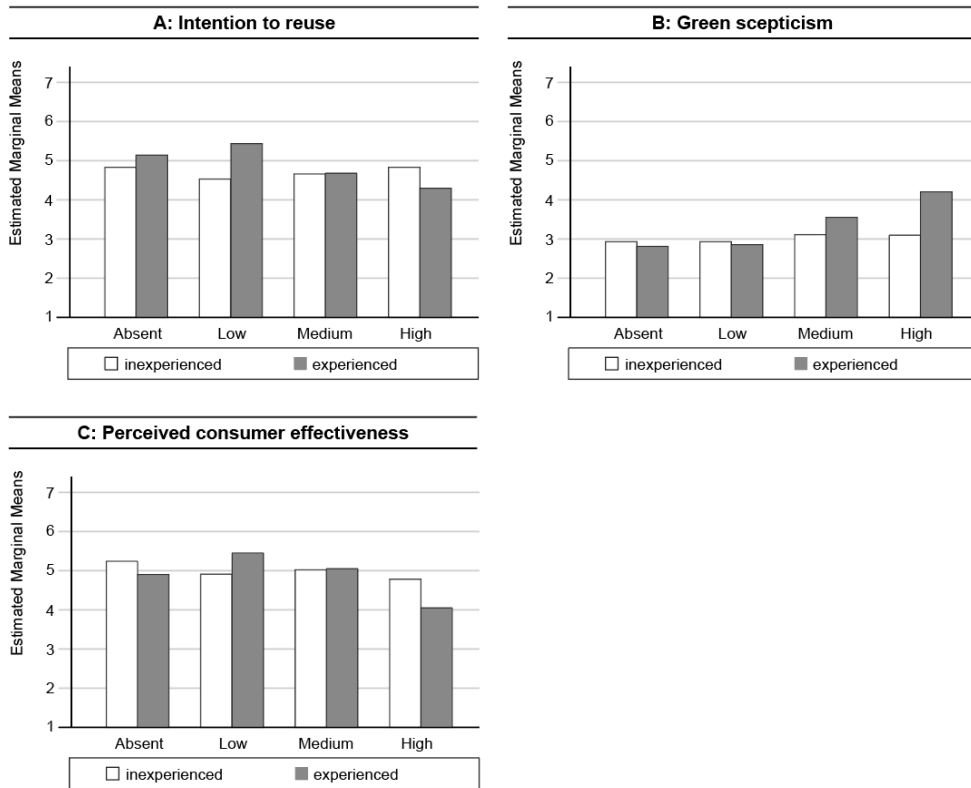 A: Intention to reuse
Estimated Marginal Means
7
6
5
4
3
2
1
Absent Low Medium High
inexperienced experienced
B: Green scepticism
Estimated Marginal Means
7
6
5
4
3
2
1
Absent Low Medium High
inexperienced experienced
C: Perceived consumer effectiveness
Estimated Marginal Means
7
6
5
4
3
2
1
Absent Low Medium High
inexperienced experienced